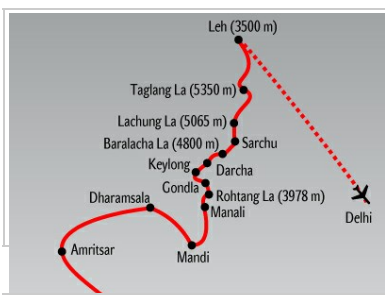 Leh (3500 m)
Taglang La (5350 m)
Lachung La (5065 m)
Baralacha La (4800 m)
Sarchu
Keylong
Darcha
Gondla
Rohtang La (3978 m)
Dharamsala
Manali
Delhi
Amritsar
Mandi